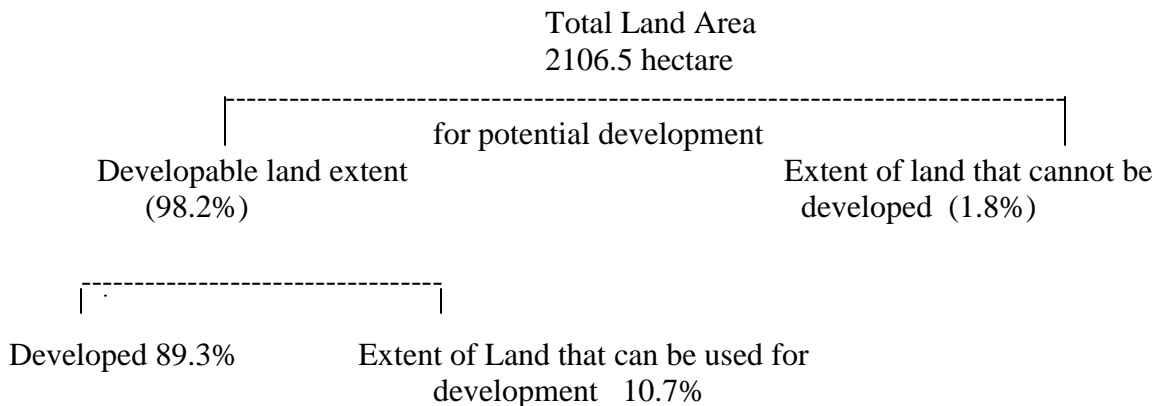 Total Land Area
2106.5 hectare
for potential development
Developable land extent
(98.2%)
Extent of land that cannot be
developed (1.8%)
Developed 89.3%
Extent of Land that can be used for
development 10.7%